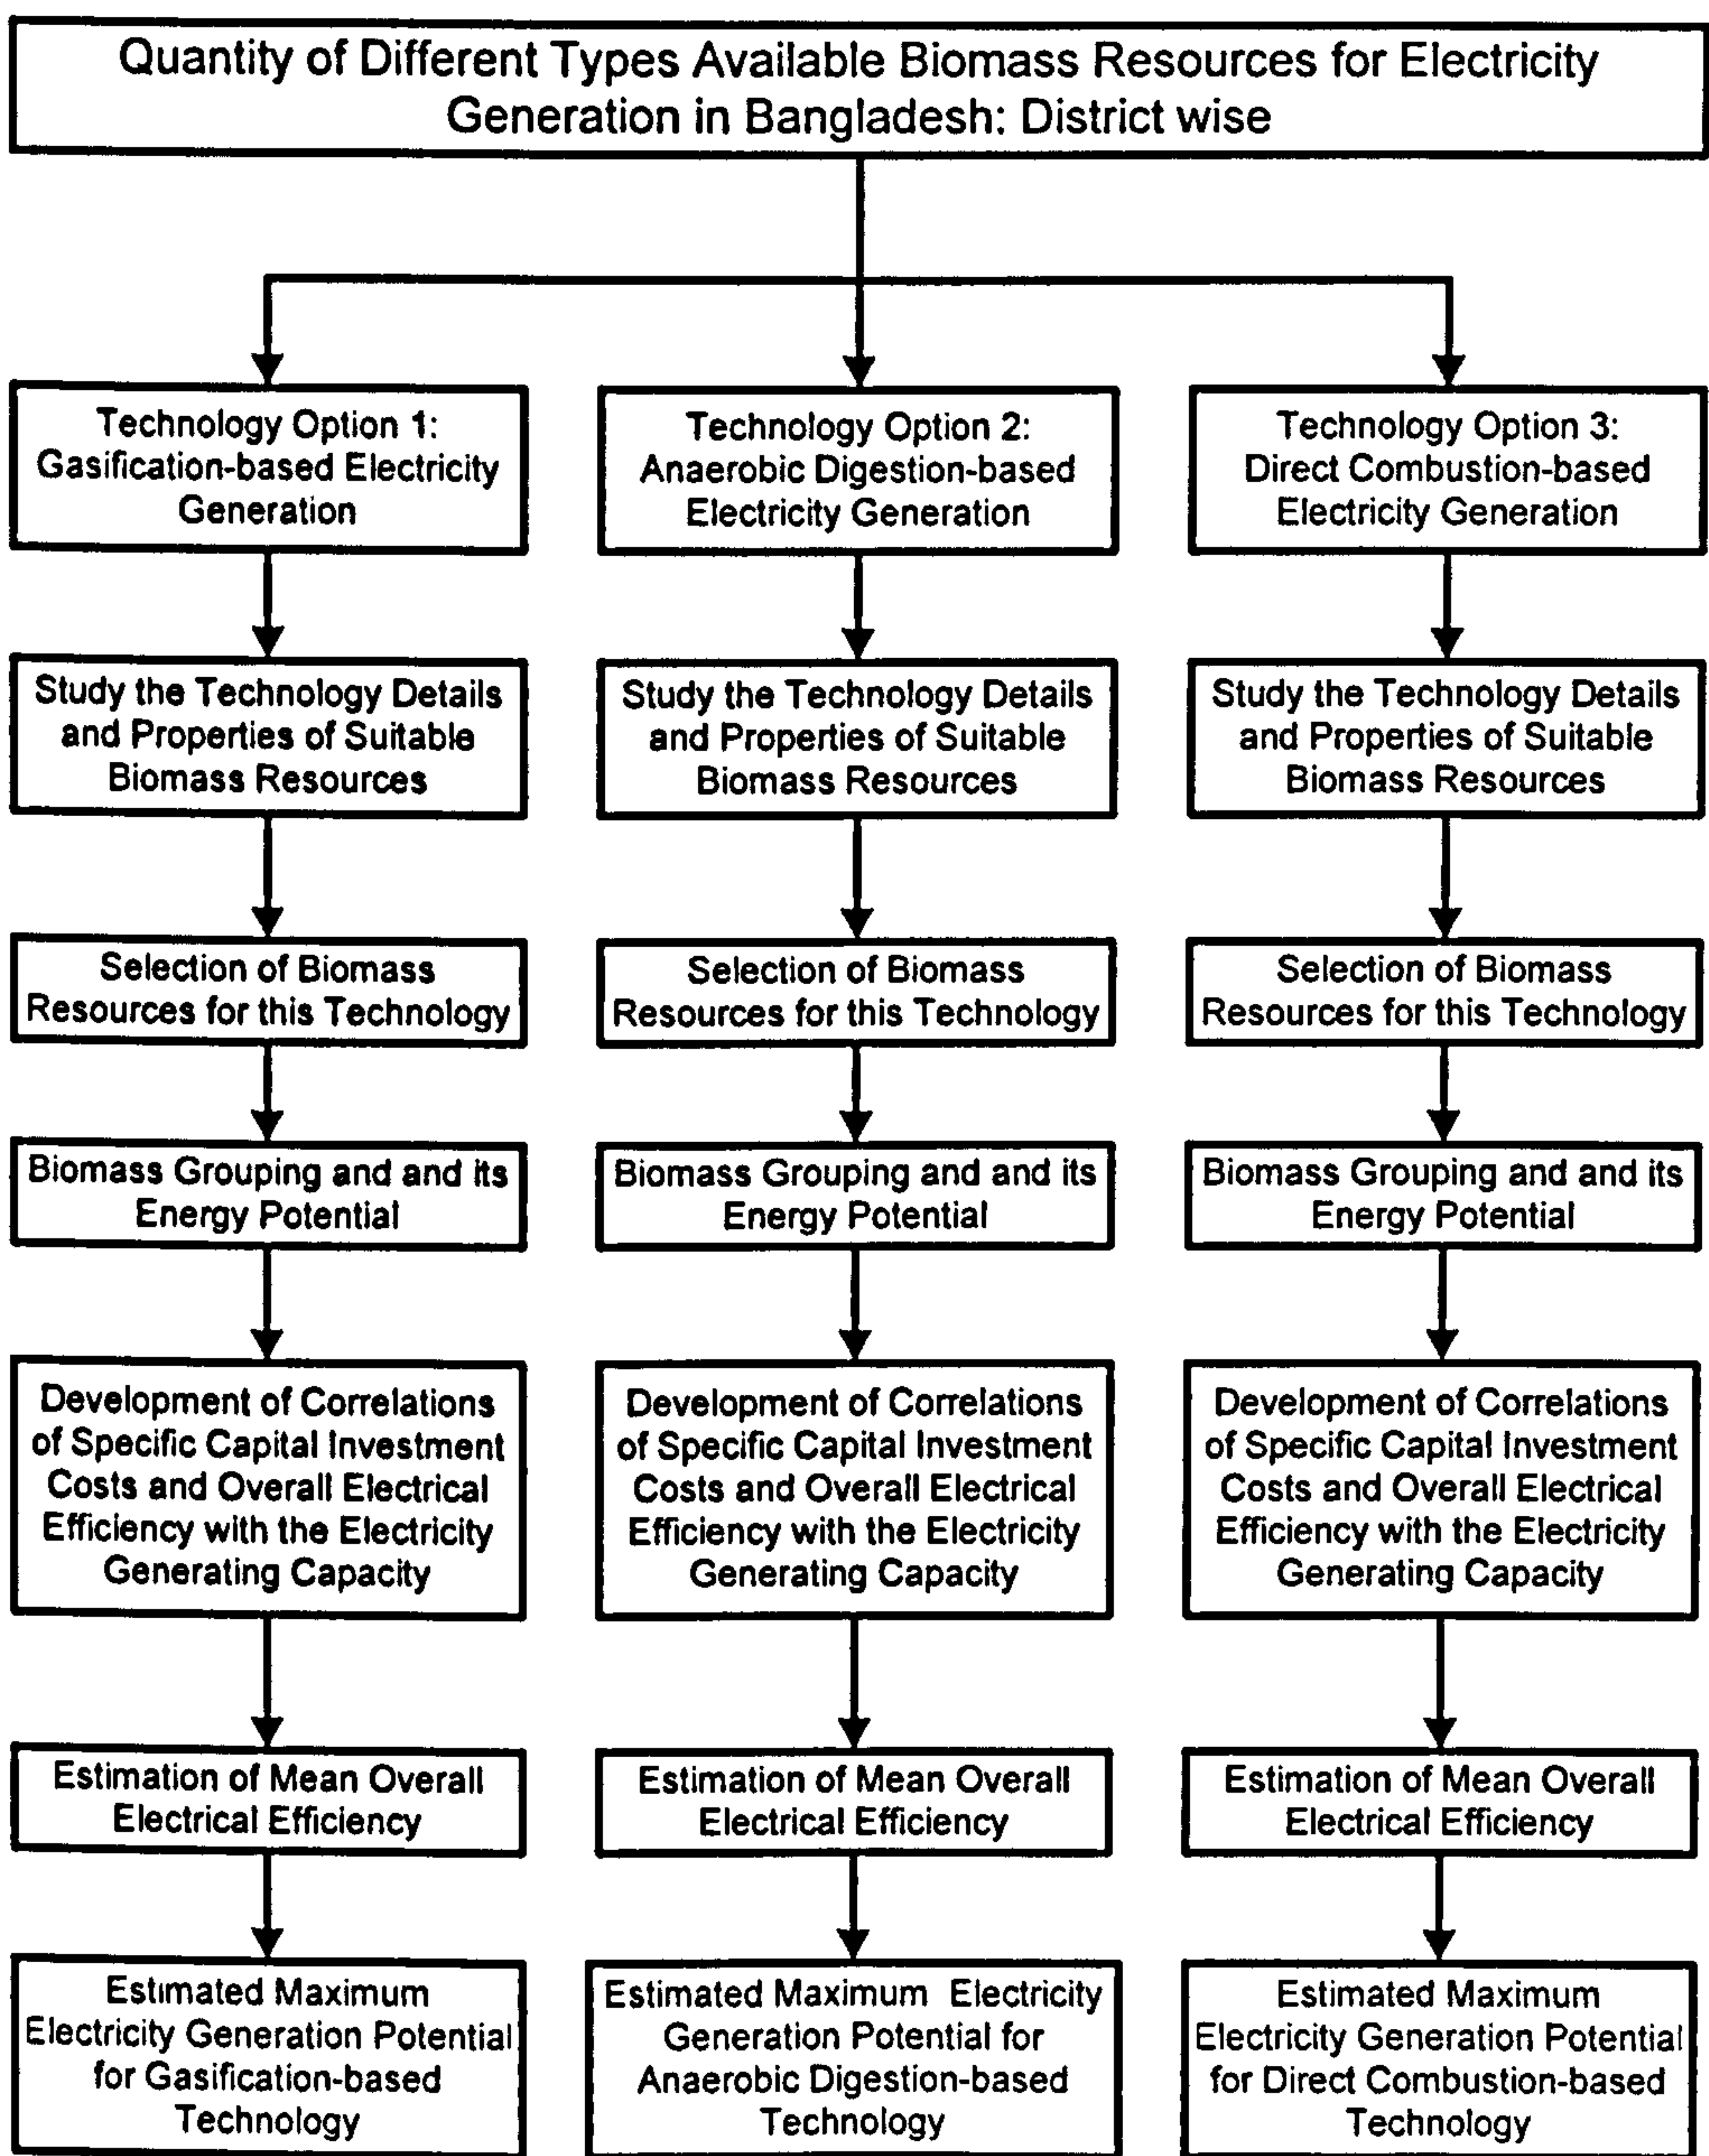 Quantity of Different Types Available Biomass Resources for Electricity
Generation in Bangladesh: District wise
Technology Option 1:
Gasification-based Electricity
Generation
Technology Option 2:
Anaerobic Digestion-based
Electricity Generation
Technology Option 3:
Direct Combustion-based
Electricity Generation
Study the Technology Details
and Properties of Suitable
Biomass Resources
Study the Technology Details
and Properties of Suitable
Biomass Resources
Study the Technology Details
and Properties of Suitable
Biomass Resources
Selection of Biomass
Resources for this Technology
Selection of Biomass
Resources for this Technology
Selection of Biomass
Resources for this Technology
Biomass Grouping and and its
Energy Potential
Biomass Grouping and and its
Energy Potential
Biomass Grouping and and its
Energy Potential
Development of Correlations
of Specific Capital Investment
Costs and Overall Electrical
Efficiency with the Electricity
Generating Capacity
Development of Correlations
of Specific Capital Investment
Costs and Overall Electrical
Efficiency with the Electricity
Generating Capacity
Development of Correlations
of Specific Capital Investment
Costs and Overall Electrical
Efficiency with the Electricity
Generating Capacity
Estimation of Mean Overall
Electrical Efficiency
Estimation of Mean Overall
Electrical Efficiency
Estimation of Mean Overall
Electrical Efficiency
Estimated Maximum
Electricity Generation Potential
for Gasification-based
Technology
Estimated Maximum Electricity
Generation Potential for
Anaerobic Digestion-based
Technology
Estimated Maximum
Electricity Generation Potential
for Direct Combustion-based
Technology